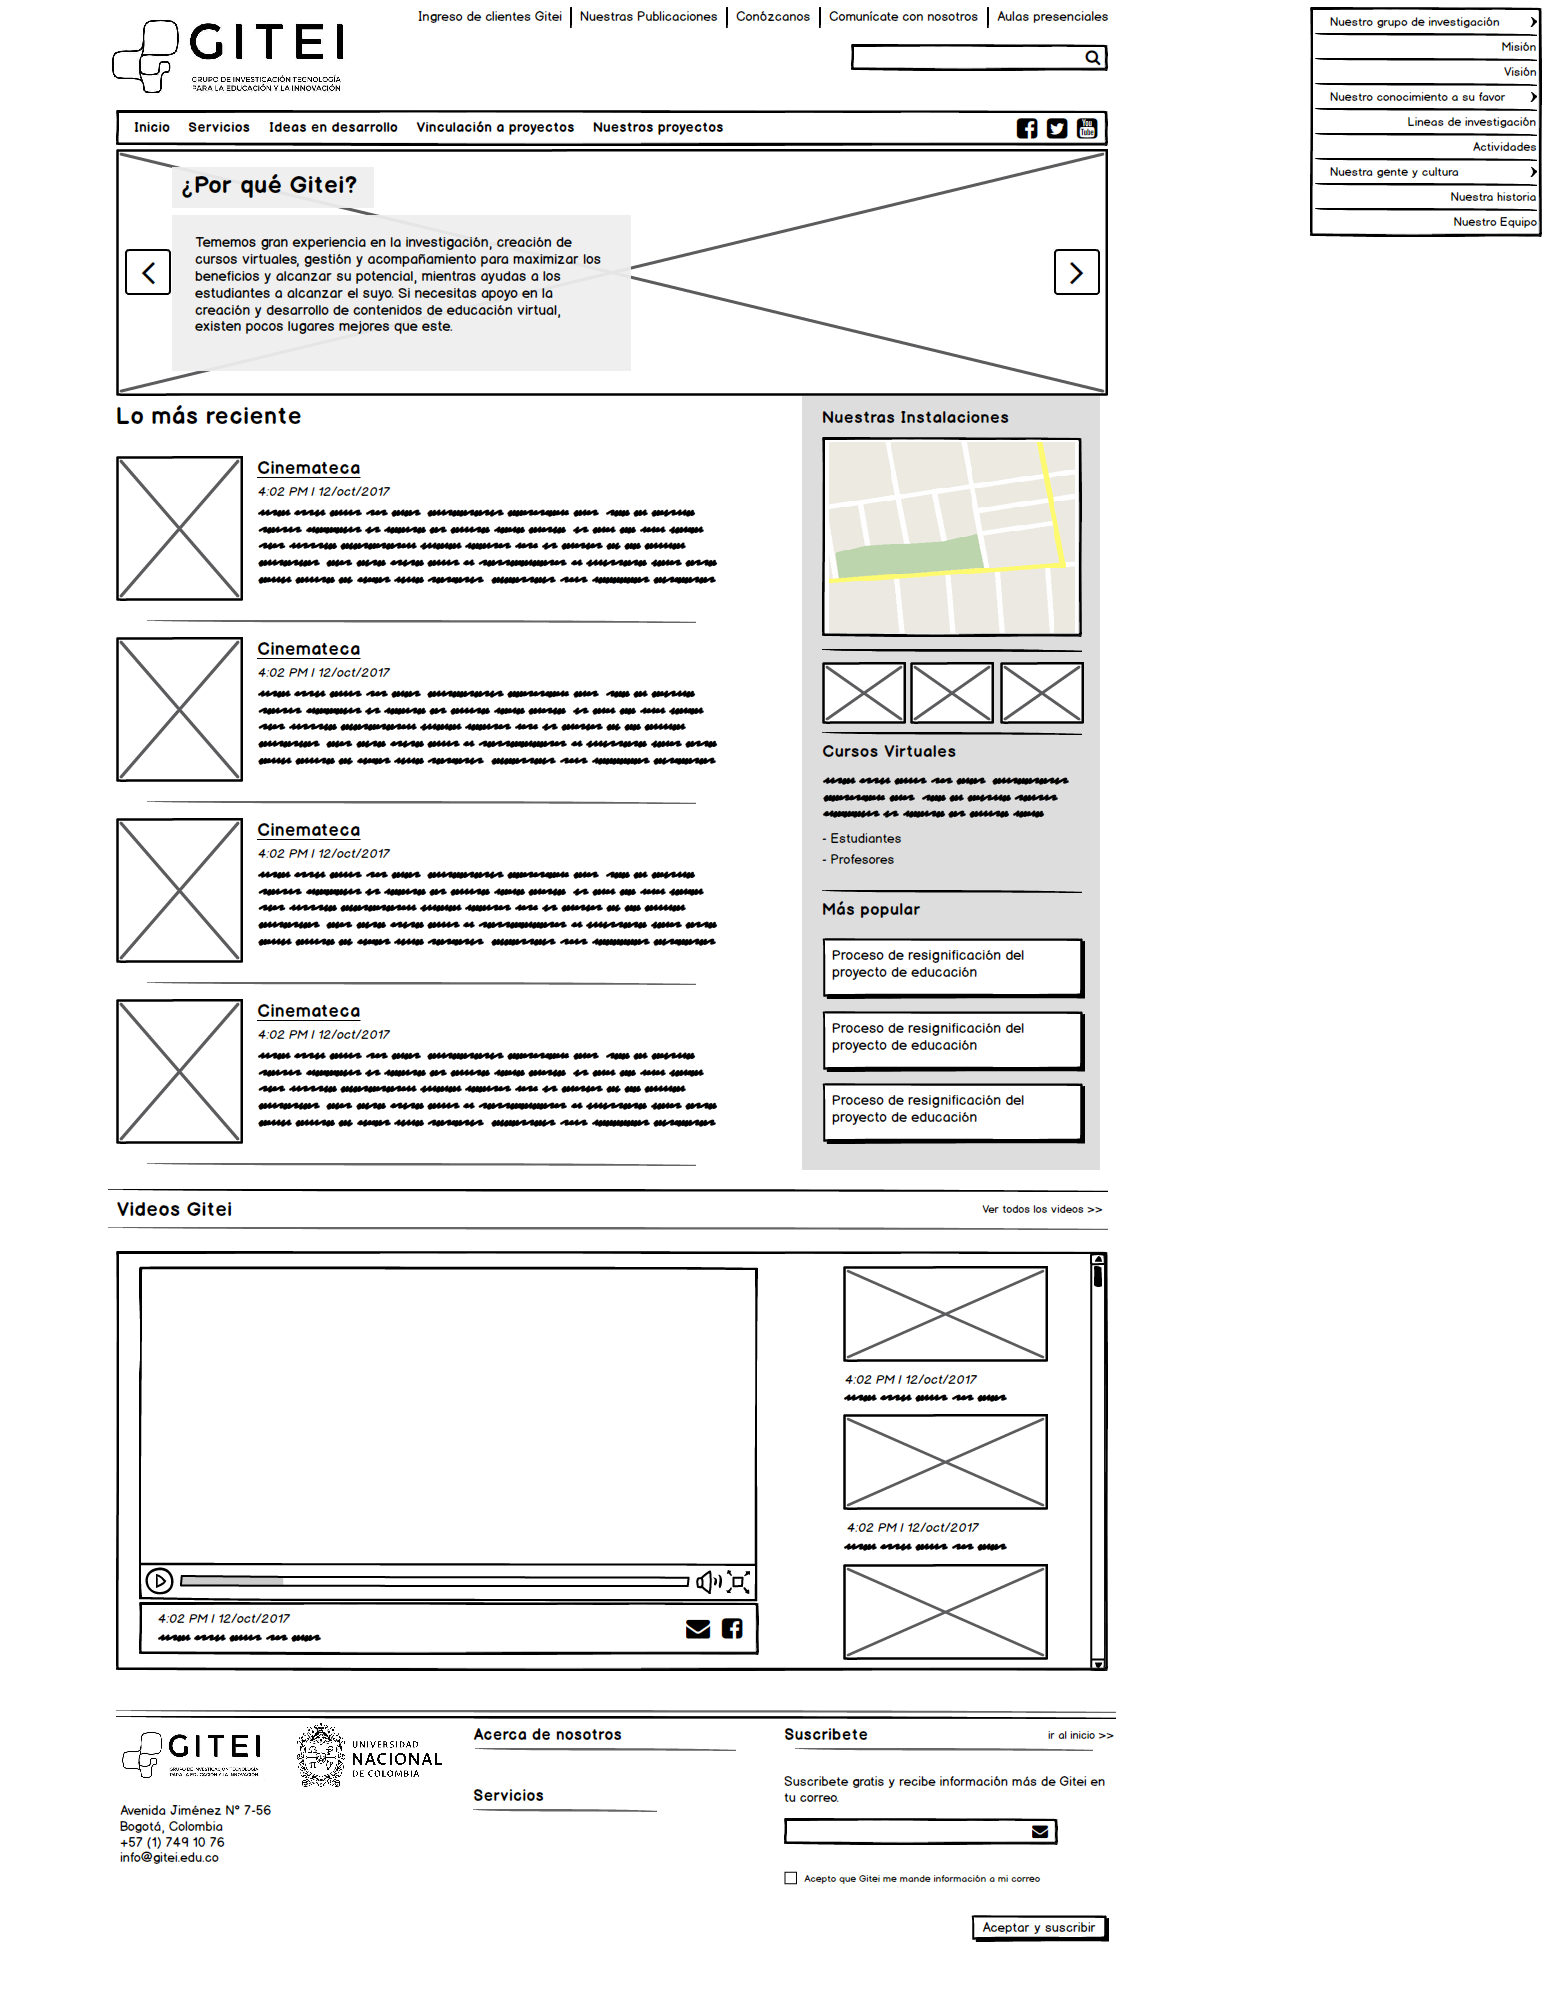 GITEI
GRUPO DE INVESTIGACIÓN TECNOLOGÍA
PARA LA EDUCACIÓN Y LA INNOVACIÓN
Ingreso de clientes Gitei
Nuestras Publicaciones
Conózcanos
Comunícate con nosotros
Aulas presenciales
Inicio
Servicios
Ideas en desarrollo
Vinculación a proyectos
Nuestros proyectos
You
Tube
Nuestro grupo de investigación
Misión
Visión
Nuestro conocimiento a su favor
Lineas de investigación
Actividades
Nuestra gente y cultura
Nuestra historia
Nuestro Equipo
¿Por qué Gitei?
Tememos gran experiencia en la investigación, creación de
cursos virtuales, gestión y acompañamiento para maximizar los
beneficios y alcanzar su potencial, mientras ayudas a los
estudiantes a alcanzar el suyo. Si necesitas apoyo en la
creación y desarrollo de contenidos de educación virtual,
existen pocos lugares mejores que este.
Lo más reciente
Cinemateca
4:02 PM I 12/oct/2017
Cinemateca
4:02 PM I 12/oct/2017
Cinemateca
4:02 PM I 12/oct/2017
Cinemateca
4:02 PM I 12/oct/2017
Nuestras Instalaciones
Cursos Virtuales
- Estudiantes
- Profesores
Más popular
Proceso de resignificación del
proyecto de educación
Proceso de resignificación del
proyecto de educación
Proceso de resignificación del
proyecto de educación
Videos Gitei
Ver todos los videos >>
4:02 PM I 12/oct/2017
4:02 PM I 12/oct/2017
4:02 PM I 12/oct/2017
GITEI
GRUPO DE INVESTIGACIÓN TECNOLOGÍA
PARA LA EDUCACIÓN Y LA INNOVACIÓN
UNIVERSIDAD
NACIONAL
DE COLOMBIA
Avenida Jiménez N° 7-56
Bogotá, Colombia
+57 (1) 749 10 76
info@gitei.edu.co
Acerca de nosotros
Servicios
Suscribete
ir al inicio >>
Suscribete gratis y recibe información más de Gitei en
tu correo.
Acepto que Gitei me mande información a mi correo
Aceptar y suscribir